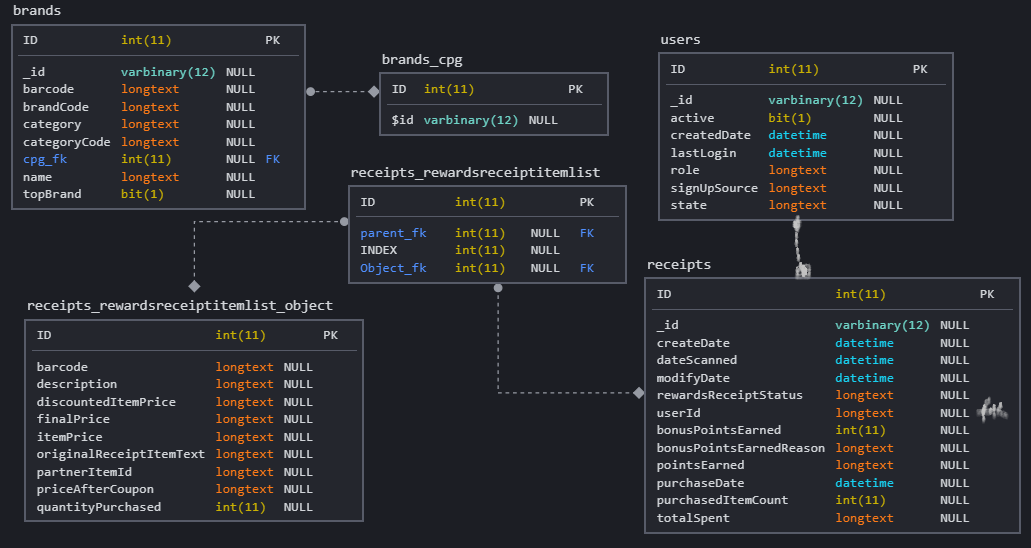 brands
ID int(11) PK
_id varbinary(12) NULL
barcode longtext NULL
brandCode longtext NULL
category longtext NULL
categoryCode longtext NULL
cpg_fk int(11) NULL FK
name longtext NULL
topBrand bit(1) NULL
brands_cpg
ID int(11) PK
$id varbinary(12) NULL
users
ID int(11) PK
_id varbinary(12) NULL
active bit(1) NULL
createdDate datetime NULL
lastLogin datetime NULL
role longtext NULL
signUpSource longtext NULL
state longtext NULL
receipts_rewardsreceiptitemlist
ID int(11) PK
parent_fk int(11) NULL FK
INDEX int(11) NULL
Object_fk int(11) NULL FK
receipts_rewardsreceiptitemlist_object
ID int(11) PK
barcode longtext NULL
description longtext NULL
discountedItemPrice longtext NULL
finalPrice longtext NULL
itemPrice longtext NULL
originalReceiptItemText longtext NULL
partnerItemId longtext NULL
priceAfterCoupon longtext NULL
quantityPurchased int(11) NULL
receipts
ID int(11) PK
_id varbinary(12) NULL
createDate datetime NULL
dateScanned datetime NULL
modifyDate datetime NULL
rewardsReceiptStatus longtext NULL
userId longtext NULL
bonusPointsEarned int(11) NULL
bonusPointsEarnedReason longtext NULL
pointsEarned longtext NULL
purchaseDate datetime NULL
purchasedItemCount int(11) NULL
totalSpent longtext NULL